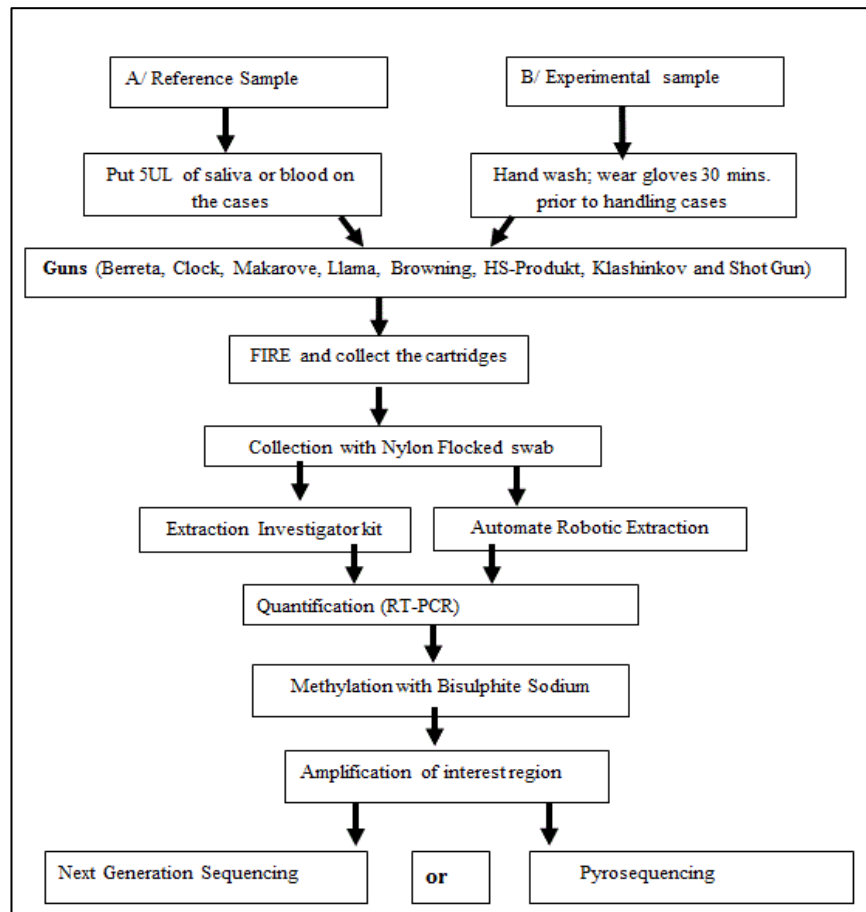 A/ Reference Sample
B/ Experimental sample
Put 5UL of saliva or blood on
the cases
Hand wash; wear gloves 30 mins.
prior to handling cases
Guns (Berreta, Clock, Makarove, Llama, Browning, HS-Produkt, Klashinkov and Shot Gun)
FIRE and collect the cartridges
Collection with Nylon Flocked swab
Extraction Investigator kit
Automate Robotic Extraction
Quantification (RT-PCR)
Methylation with Bisulphite Sodium
Amplification of interest region
Next Generation Sequencing
or
Pyrosequencing